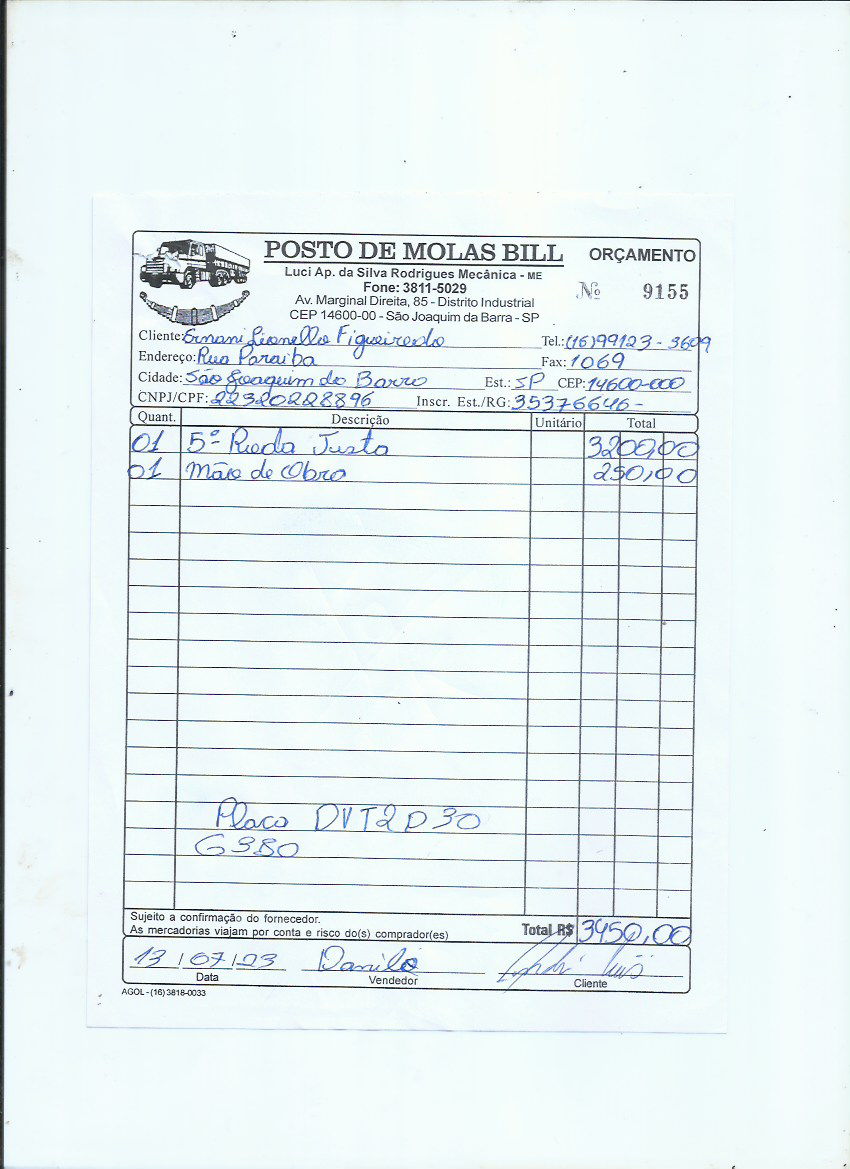 POSTO DE MOLAS BILL
ORÇAMENTO
Luci Ap. da Silva Rodrigues Mecânica - ME
Fone: 3811-5029
Av. Marginal Direita, 85 - Distrito Industrial
CEP 14600-00 - São Joaquim da Barra - SP
Nº 9155
Cliente: Ernani Leonello Figueiredo Tel.: (16)99123-3609
Endereço: Rua Paraiba Fax: 1069
Cidade: São Joaquim da Barra Est.: SP CEP: 14600-000
CNPJ/CPF: 22320228896 Inscr. Est./RG: 35376646-
Quant. Descrição Unitário Total
01 5ª Roda Justa 3200,00
01 Mão de Obra 250,00
Placa DVT2D30
G380
Sujeito a confirmação do fornecedor.
As mercadorias viajam por conta e risco do(s) comprador(es)
Total R$ 3450,00
13/07/23 Danilo
Data Vendedor Cliente
AGOL - (16) 3818-0033